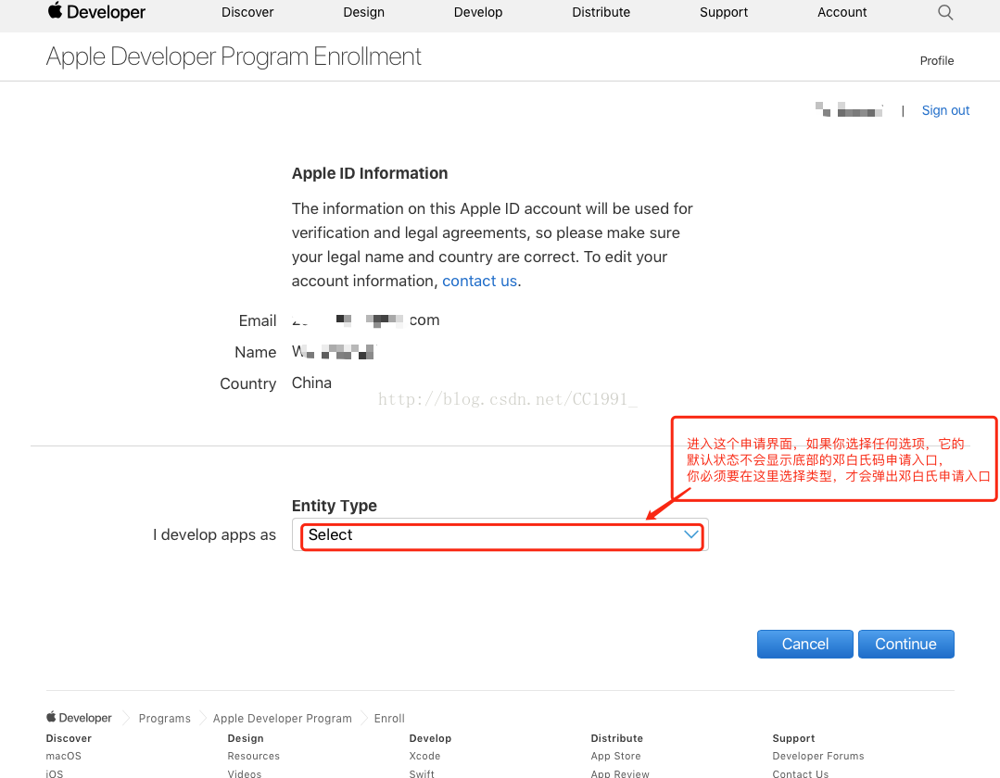 Developer Discover Design Develop Distribute Support Account
Apple Developer Program Enrollment
Profile
| Sign out
Apple ID Information
The information on this Apple ID account will be used for
verification and legal agreements, so please make sure
your legal name and country are correct. To edit your
account information, contact us.
Email com
Name W
Country China
http://blog.csdn.net/CC1991_
进入这个申请界面，如果你选择任何选项，它的
默认状态不会显示底部的邓白氏码申请入口，
你必须要在这里选择类型，才会弹出邓白氏申请入口
Entity Type
I develop apps as Select
Cancel Continue
Developer Programs Apple Developer Program Enroll
Discover Design Develop Distribute Support
macOS Resources Xcode App Store Developer Forums
iOS Videos Swift App Review Contact Us